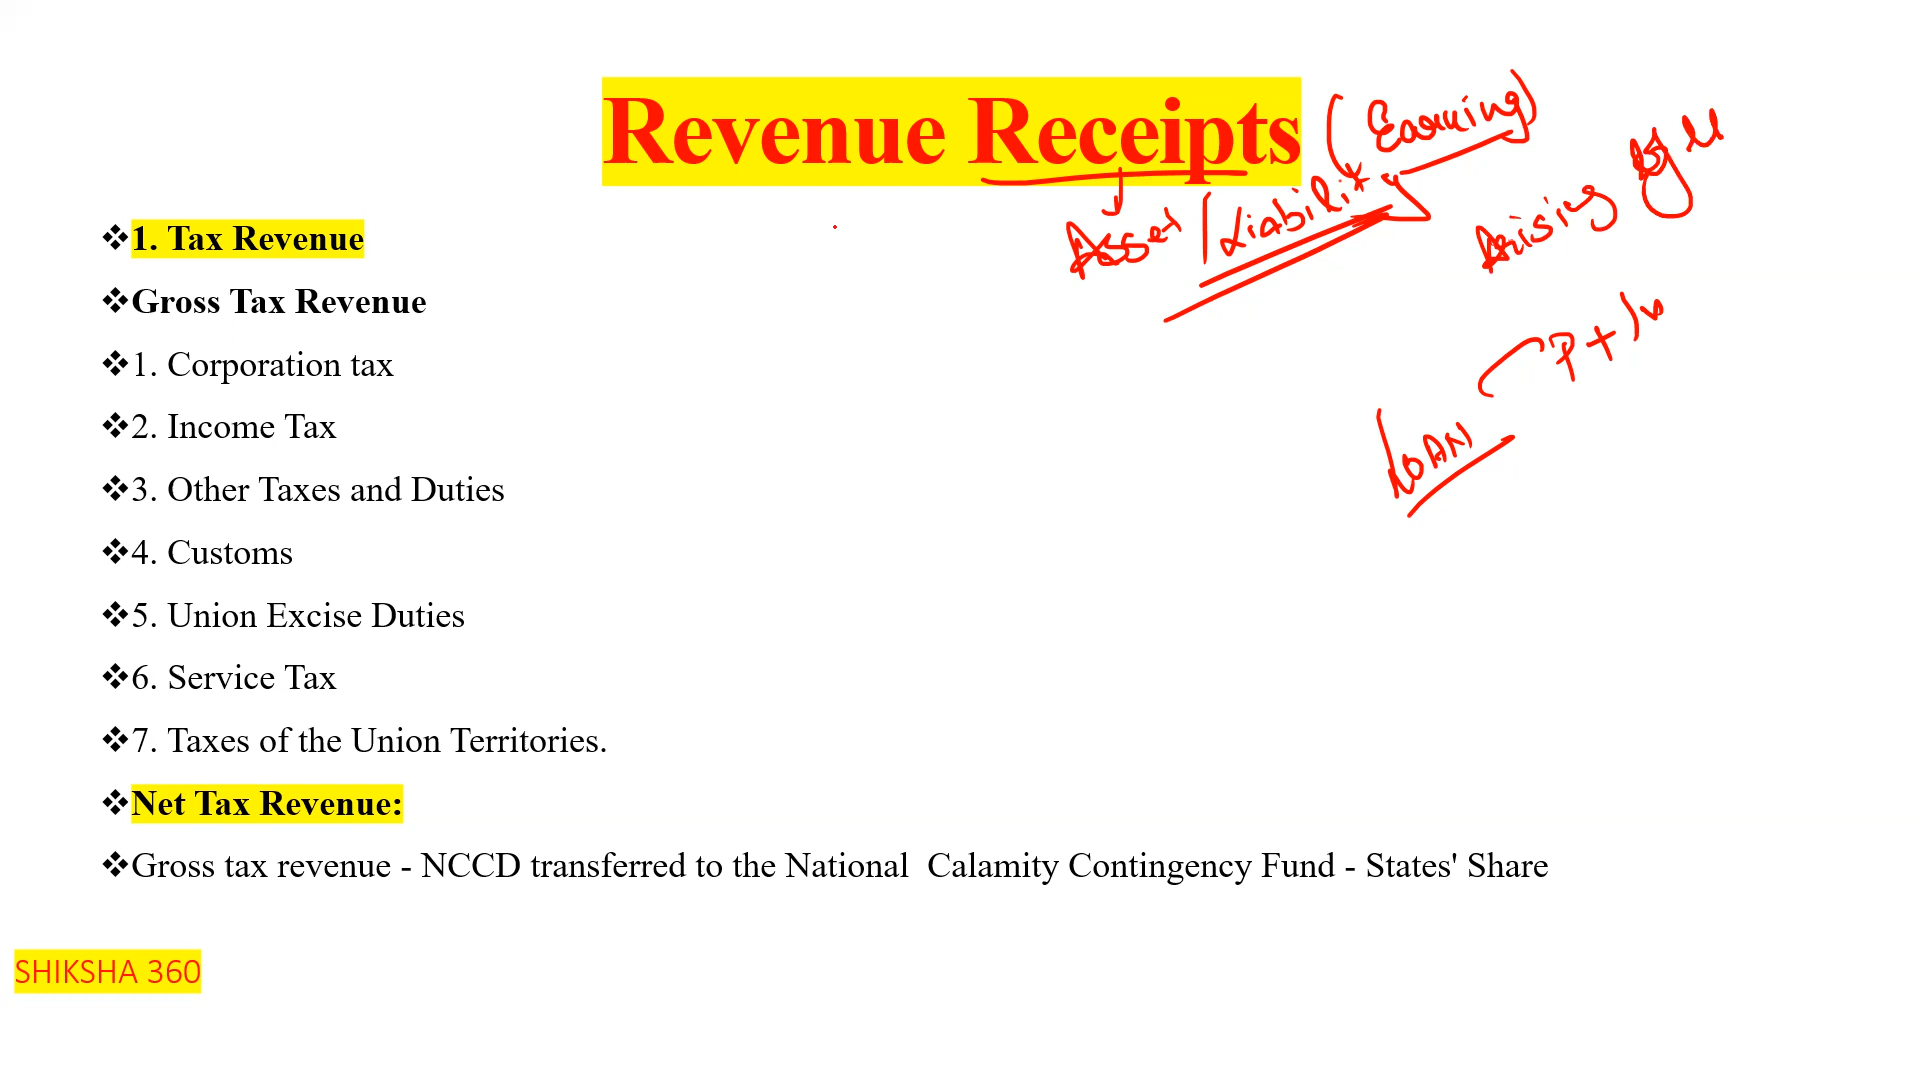 Revenue Receipts
(Earning)
Asset / Liability
Arising of
❖1. Tax Revenue
❖Gross Tax Revenue
❖1. Corporation tax
P +
❖2. Income Tax
LOAN
❖3. Other Taxes and Duties
❖4. Customs
❖5. Union Excise Duties
❖6. Service Tax
❖7. Taxes of the Union Territories.
❖Net Tax Revenue:
❖Gross tax revenue - NCCD transferred to the National Calamity Contingency Fund - States' Share
SHIKSHA 360